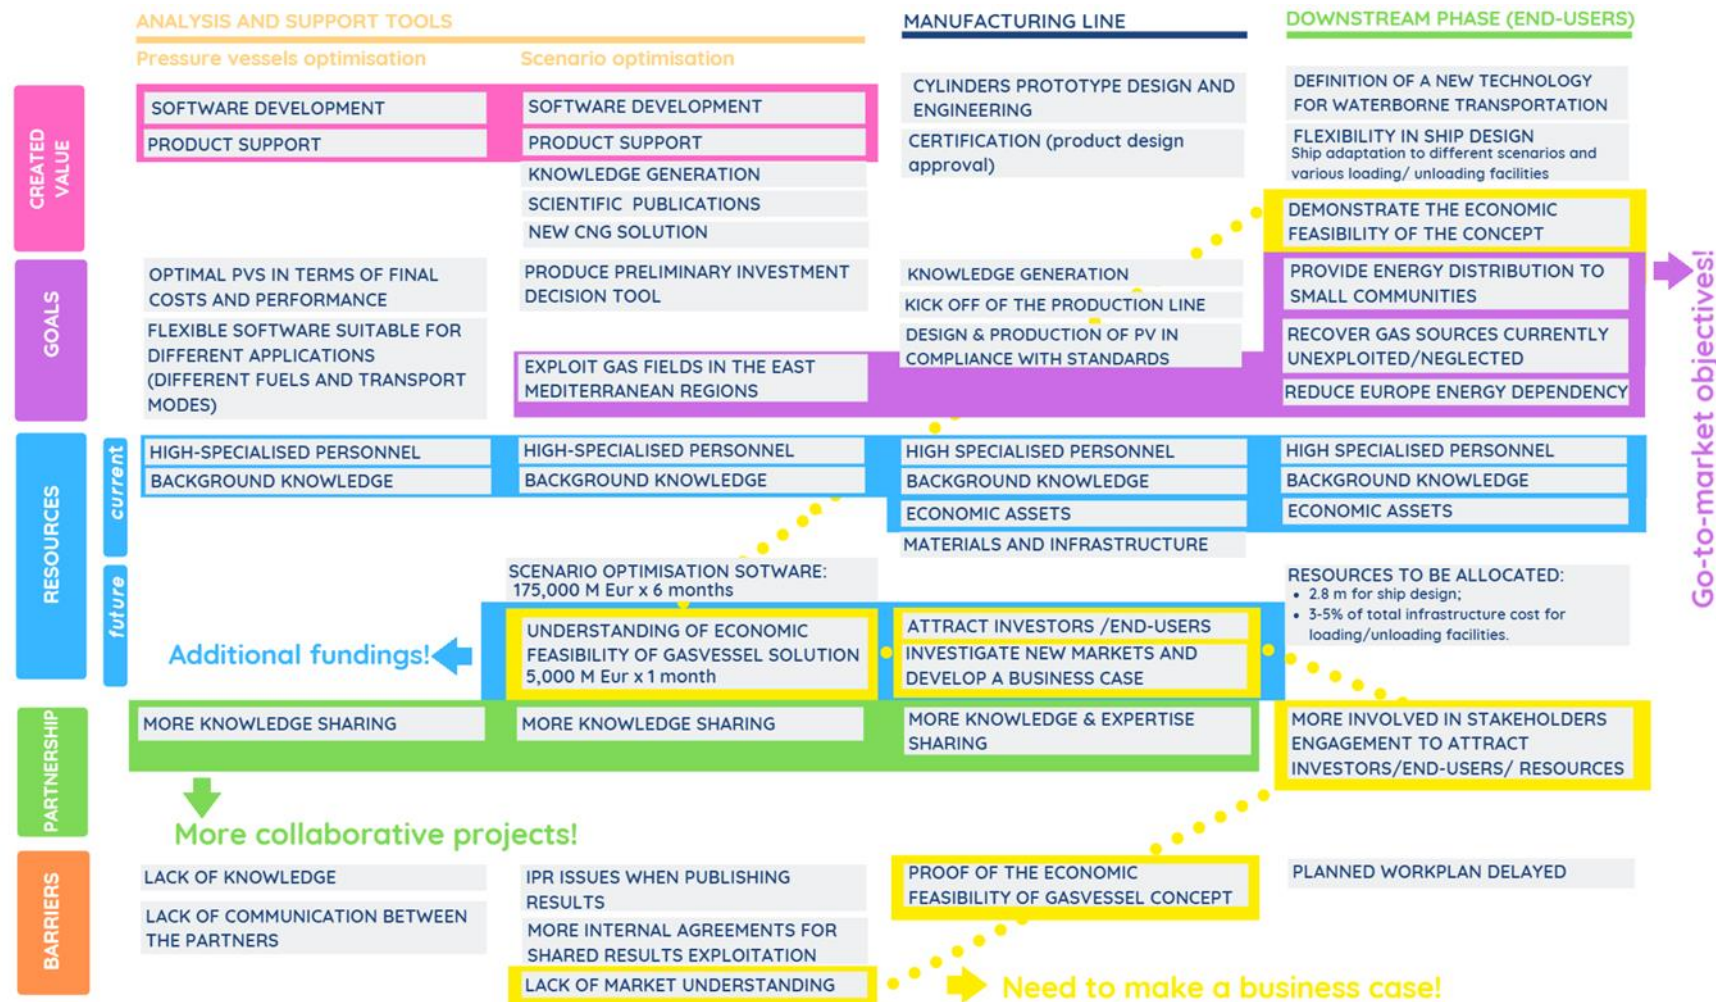 ANALYSIS AND SUPPORT TOOLS
MANUFACTURING LINE
DOWNSTREAM PHASE (END-USERS)
Pressure vessels optimisation
Scenario optimisation
CREATED
VALUE
SOFTWARE DEVELOPMENT
PRODUCT SUPPORT
SOFTWARE DEVELOPMENT
PRODUCT SUPPORT
KNOWLEDGE GENERATION
SCIENTIFIC PUBLICATIONS
NEW CNG SOLUTION
CYLINDERS PROTOTYPE DESIGN AND
ENGINEERING
CERTIFICATION (product design
approval)
DEFINITION OF A NEW TECHNOLOGY
FOR WATERBORNE TRANSPORTATION
FLEXIBILITY IN SHIP DESIGN
Ship adaptation to different scenarios and
various loading/ unloading facilities
DEMONSTRATE THE ECONOMIC
FEASIBILITY OF THE CONCEPT
GOALS
OPTIMAL PVS IN TERMS OF FINAL
COSTS AND PERFORMANCE
FLEXIBLE SOFTWARE SUITABLE FOR
DIFFERENT APPLICATIONS
(DIFFERENT FUELS AND TRANSPORT
MODES)
PRODUCE PRELIMINARY INVESTMENT
DECISION TOOL
EXPLOIT GAS FIELDS IN THE EAST
MEDITERRANEAN REGIONS
KNOWLEDGE GENERATION
KICK OFF OF THE PRODUCTION LINE
DESIGN & PRODUCTION OF PV IN
COMPLIANCE WITH STANDARDS
PROVIDE ENERGY DISTRIBUTION TO
SMALL COMMUNITIES
RECOVER GAS SOURCES CURRENTLY
UNEXPLOITED/NEGLECTED
REDUCE EUROPE ENERGY DEPENDENCY
Go-to-market objectives!
RESOURCES
current
HIGH-SPECIALISED PERSONNEL
BACKGROUND KNOWLEDGE
HIGH-SPECIALISED PERSONNEL
BACKGROUND KNOWLEDGE
HIGH SPECIALISED PERSONNEL
BACKGROUND KNOWLEDGE
ECONOMIC ASSETS
MATERIALS AND INFRASTRUCTURE
HIGH SPECIALISED PERSONNEL
BACKGROUND KNOWLEDGE
ECONOMIC ASSETS
future
Additional fundings!
SCENARIO OPTIMISATION SOTWARE:
175,000 M Eur x 6 months
UNDERSTANDING OF ECONOMIC
FEASIBILITY OF GASVESSEL SOLUTION
5,000 M Eur x 1 month
ATTRACT INVESTORS /END-USERS
INVESTIGATE NEW MARKETS AND
DEVELOP A BUSINESS CASE
RESOURCES TO BE ALLOCATED:
• 2.8 m for ship design;
• 3-5% of total infrastructure cost for
loading/unloading facilities.
PARTNERSHIP
MORE KNOWLEDGE SHARING
MORE KNOWLEDGE SHARING
MORE KNOWLEDGE & EXPERTISE
SHARING
MORE INVOLVED IN STAKEHOLDERS
ENGAGEMENT TO ATTRACT
INVESTORS/END-USERS/ RESOURCES
More collaborative projects!
BARRIERS
LACK OF KNOWLEDGE
LACK OF COMMUNICATION BETWEEN
THE PARTNERS
IPR ISSUES WHEN PUBLISHING
RESULTS
MORE INTERNAL AGREEMENTS FOR
SHARED RESULTS EXPLOITATION
LACK OF MARKET UNDERSTANDING
PROOF OF THE ECONOMIC
FEASIBILITY OF GASVESSEL CONCEPT
PLANNED WORKPLAN DELAYED
Need to make a business case!